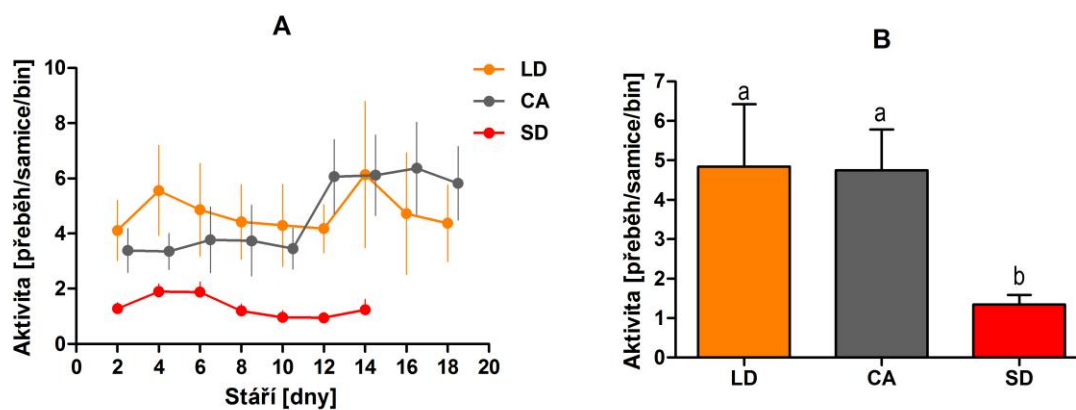 A
LD
CA
SD
Aktivita [přeběh/samice/bin]
10
8
6
4
2
0
0 2 4 6 8 10 12 14 16 18 20
Stáří [dny]
B
Aktivita [přeběh/samice/bin]
7
6
5
4
3
2
1
0
a
a
b
LD CA SD